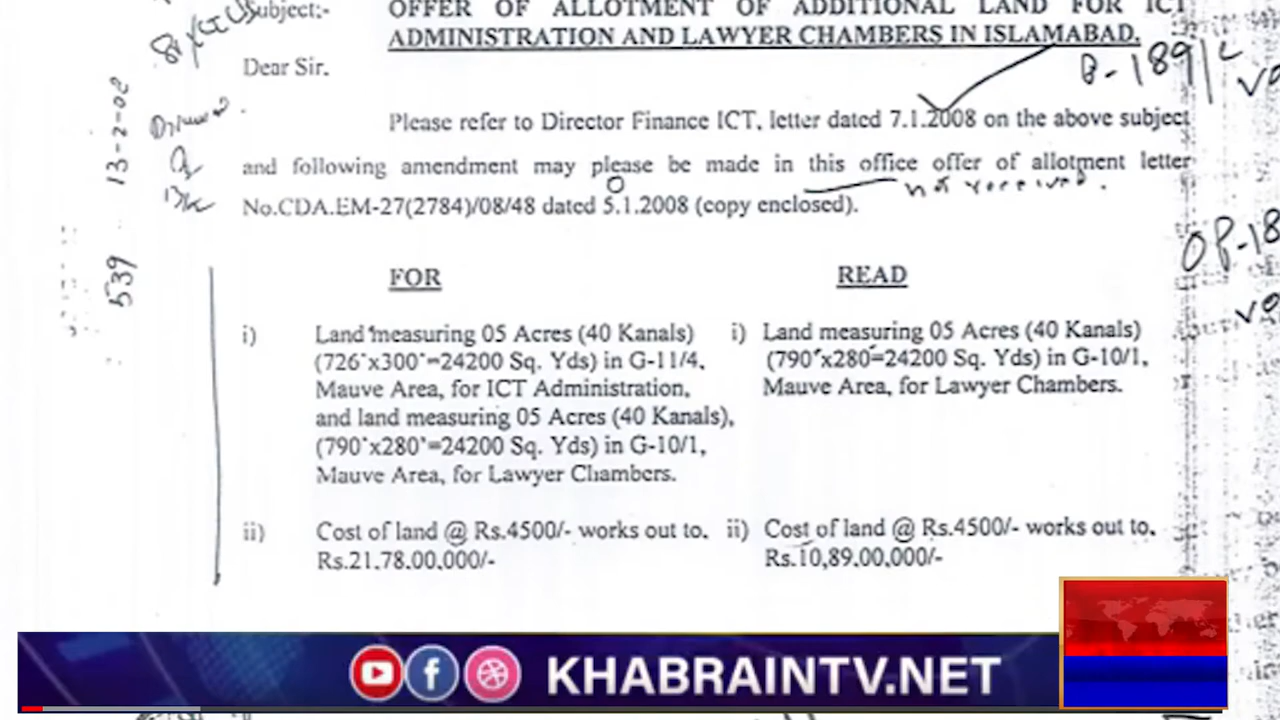 Subject:-
OFFER OF ALLOTMENT OF ADDITIONAL LAND FOR ICT
ADMINISTRATION AND LAWYER CHAMBERS IN ISLAMABAD.
Dear Sir.
B-189/C
13-2-08
Please refer to Director Finance ICT, letter dated 7.1.2008 on the above subject
and following amendment may please be made in this office offer of allotment letter
not received.
No.CDA.EM-27(2784)/08/48 dated 5.1.2008 (copy enclosed).
539
OP-18
FOR
READ
i) Land measuring 05 Acres (40 Kanals)
(726'x300'=24200 Sq. Yds) in G-11/4,
Mauve Area, for ICT Administration,
and land measuring 05 Acres (40 Kanals),
(790'x280'=24200 Sq. Yds) in G-10/1,
Mauve Area, for Lawyer Chambers.
i) Land measuring 05 Acres (40 Kanals)
(790'x280=24200 Sq. Yds) in G-10/1,
Mauve Area, for Lawyer Chambers.
ii) Cost of land @ Rs.4500/- works out to.
Rs.21,78,00,000/-
ii) Cost of land @ Rs.4500/- works out to.
Rs.10,89,00,000/-
KHABRAINTV.NET